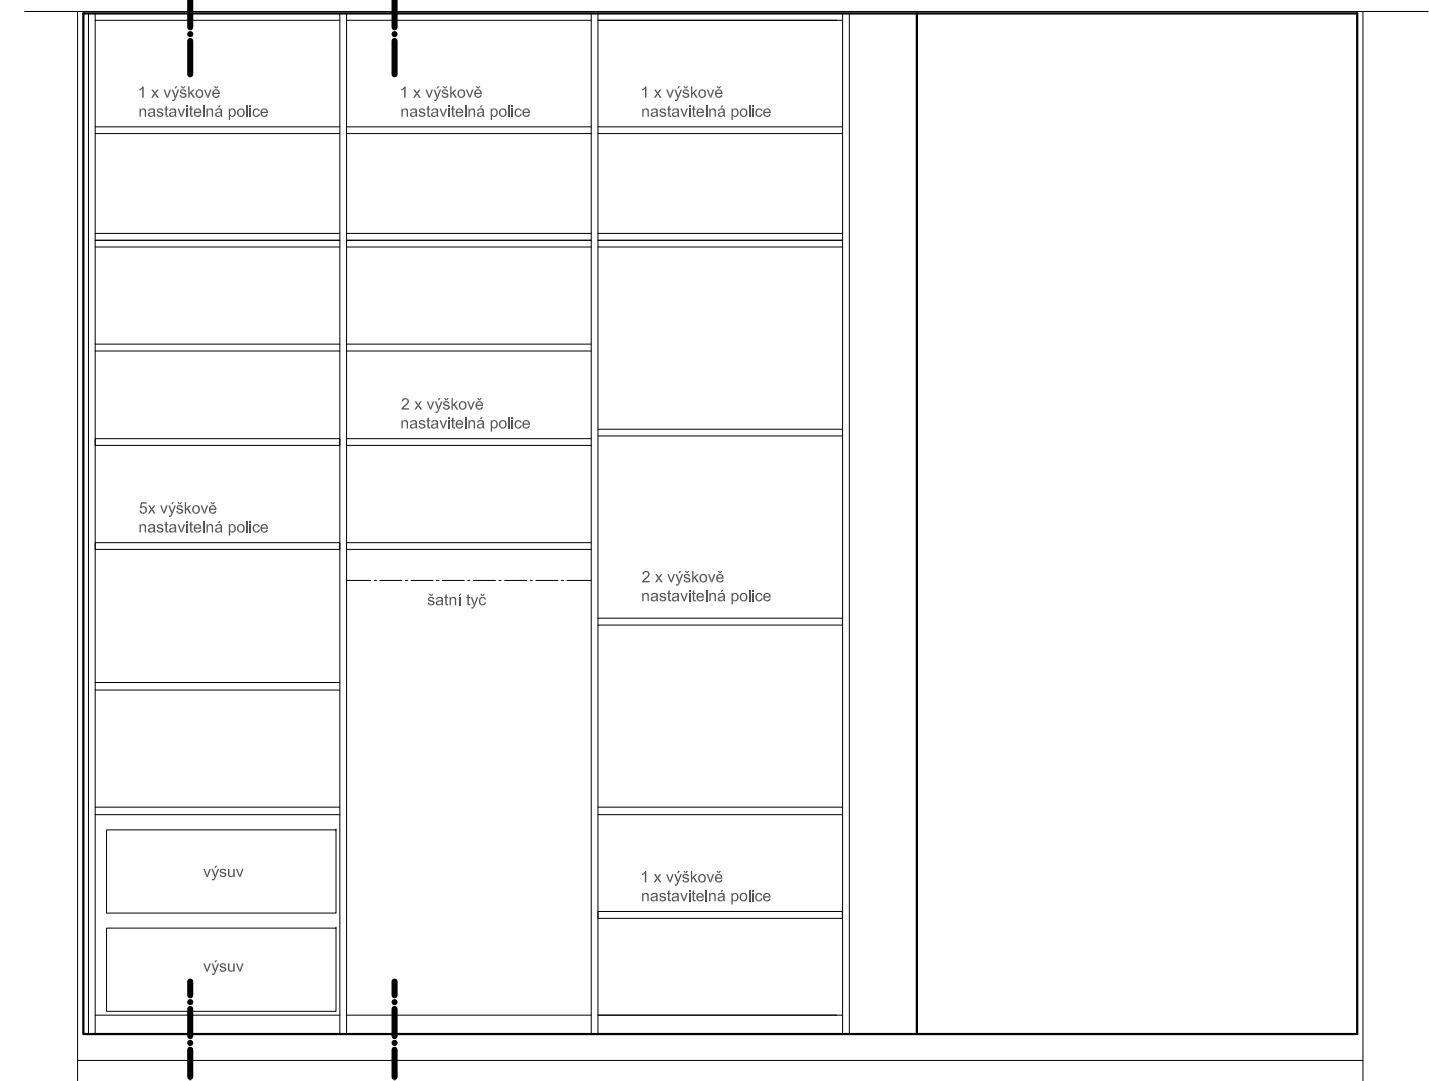 1 x výškově
nastavitelná police
1 x výškově
nastavitelná police
1 x výškově
nastavitelná police
2 x výškově
nastavitelná police
5x výškově
nastavitelná police
šatní tyč
2 x výškově
nastavitelná police
výsuv
1 x výškově
nastavitelná police
výsuv